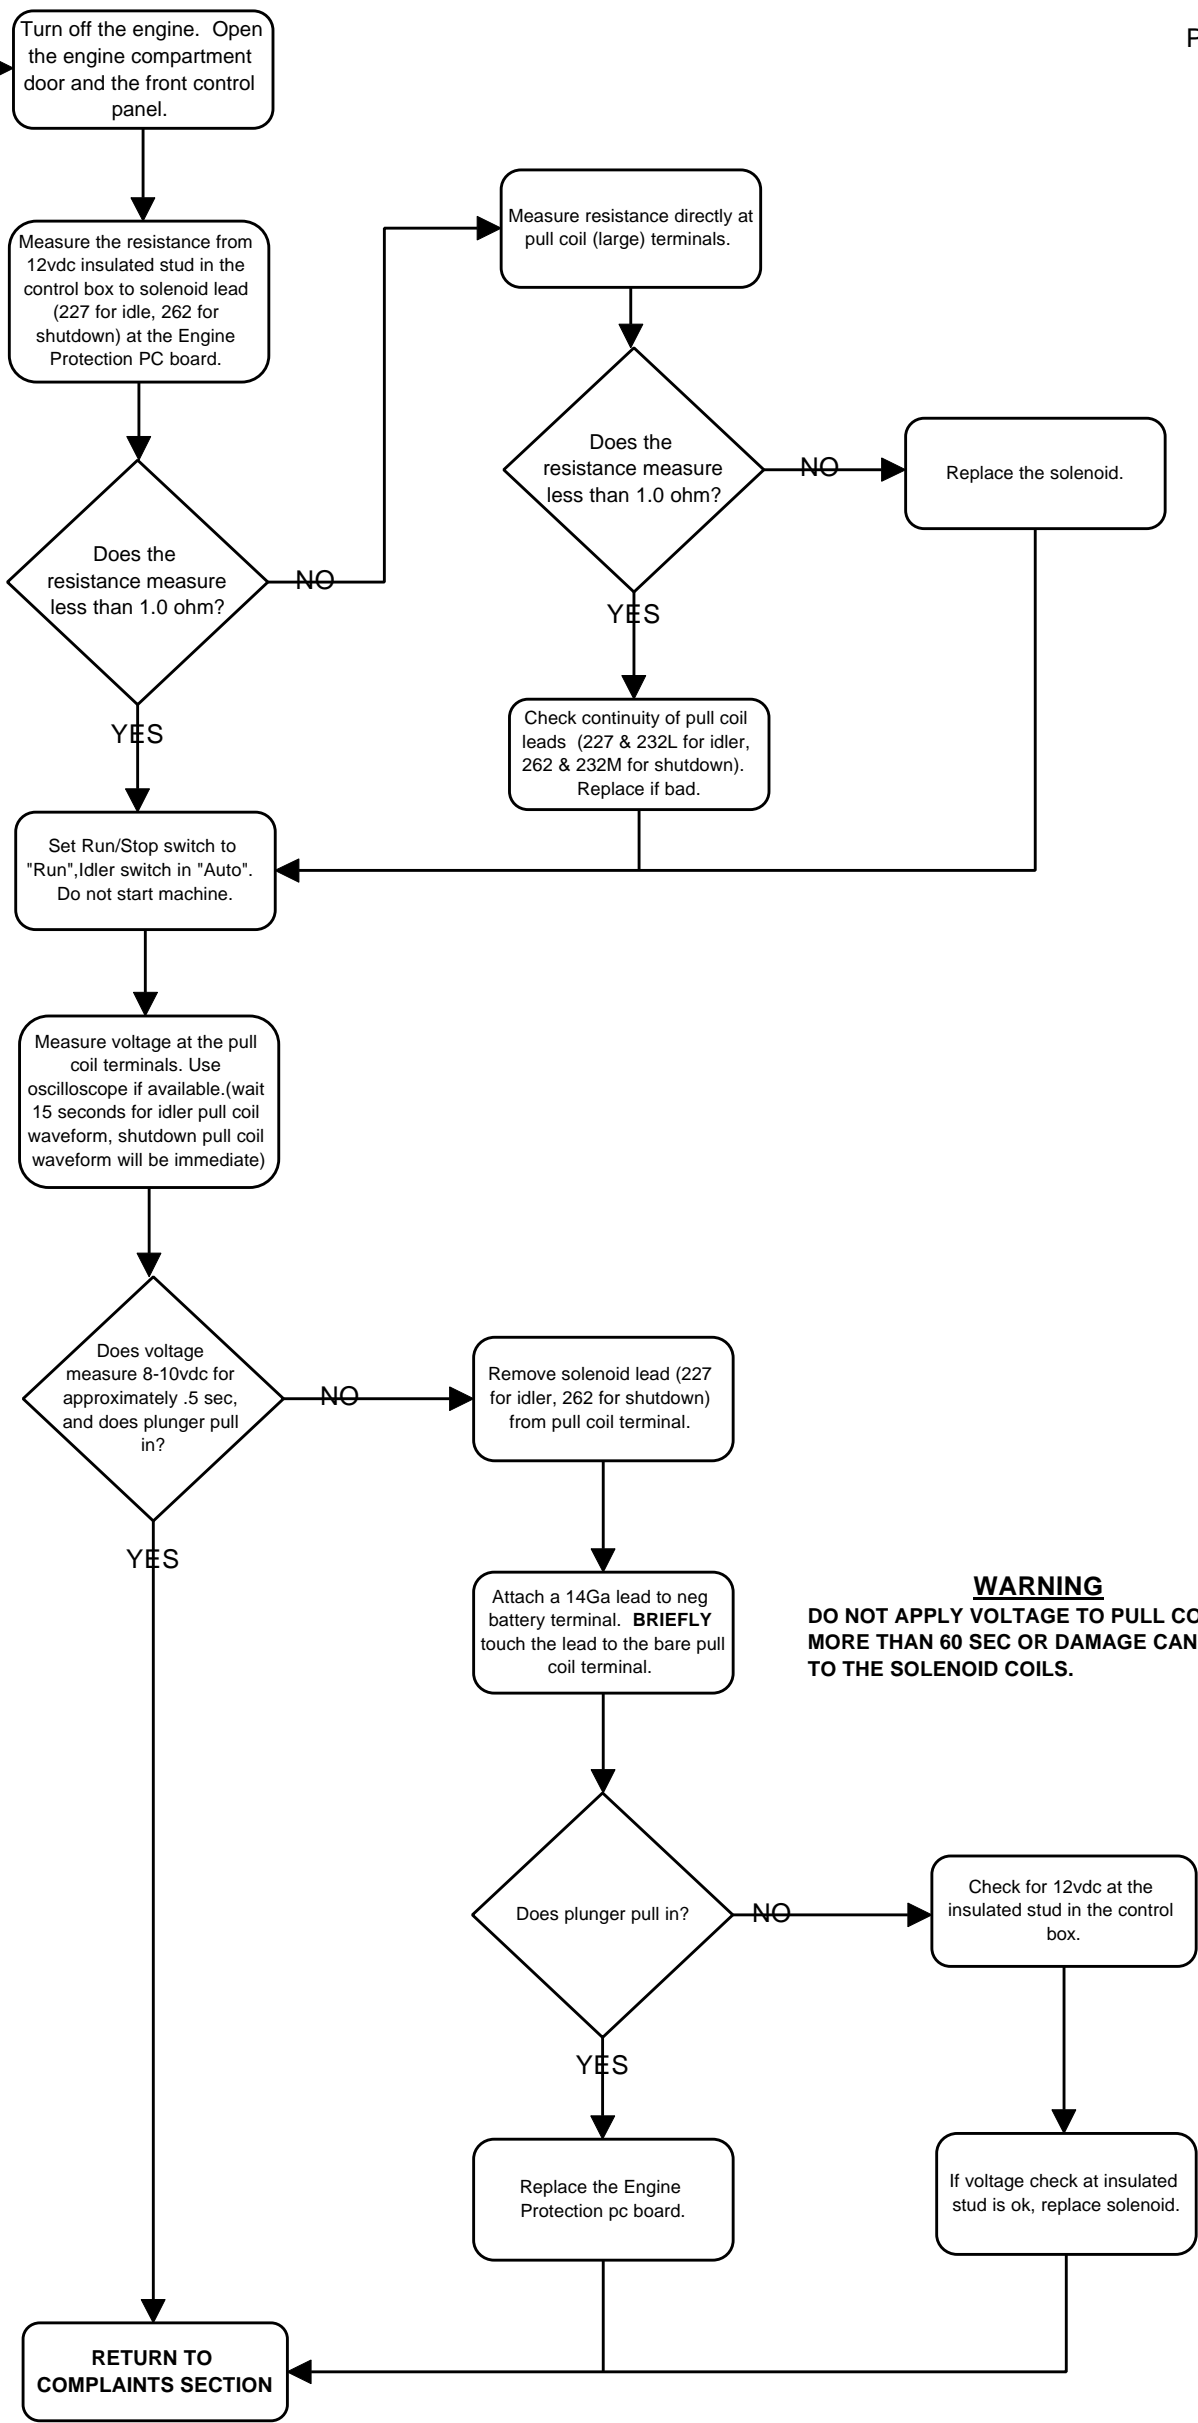 Turn off the engine. Open
the engine compartment
door and the front control
panel.
P
Measure the resistance from
12vdc insulated stud in the
control box to solenoid lead
(227 for idle, 262 for
shutdown) at the Engine
Protection PC board.
Measure resistance directly at
pull coil (large) terminals.
Does the
resistance measure
less than 1.0 ohm?
NO
Replace the solenoid.
Does the
resistance measure
less than 1.0 ohm?
NO
YES
Check continuity of pull coil
leads (227 & 232L for idler,
262 & 232M for shutdown).
Replace if bad.
YES
Set Run/Stop switch to
"Run",Idler switch in "Auto".
Do not start machine.
Measure voltage at the pull
coil terminals. Use
oscilloscope if available.(wait
15 seconds for idler pull coil
waveform, shutdown pull coil
waveform will be immediate)
Does voltage
measure 8-10vdc for
approximately .5 sec,
and does plunger pull
in?
NO
Remove solenoid lead (227
for idler, 262 for shutdown)
from pull coil terminal.
YES
Attach a 14Ga lead to neg
battery terminal. BRIEFLY
touch the lead to the bare pull
coil terminal.
WARNING
DO NOT APPLY VOLTAGE TO PULL CO
MORE THAN 60 SEC OR DAMAGE CAN
TO THE SOLENOID COILS.
Does plunger pull in?
NO
Check for 12vdc at the
insulated stud in the control
box.
YES
Replace the Engine
Protection pc board.
If voltage check at insulated
stud is ok, replace solenoid.
RETURN TO
COMPLAINTS SECTION